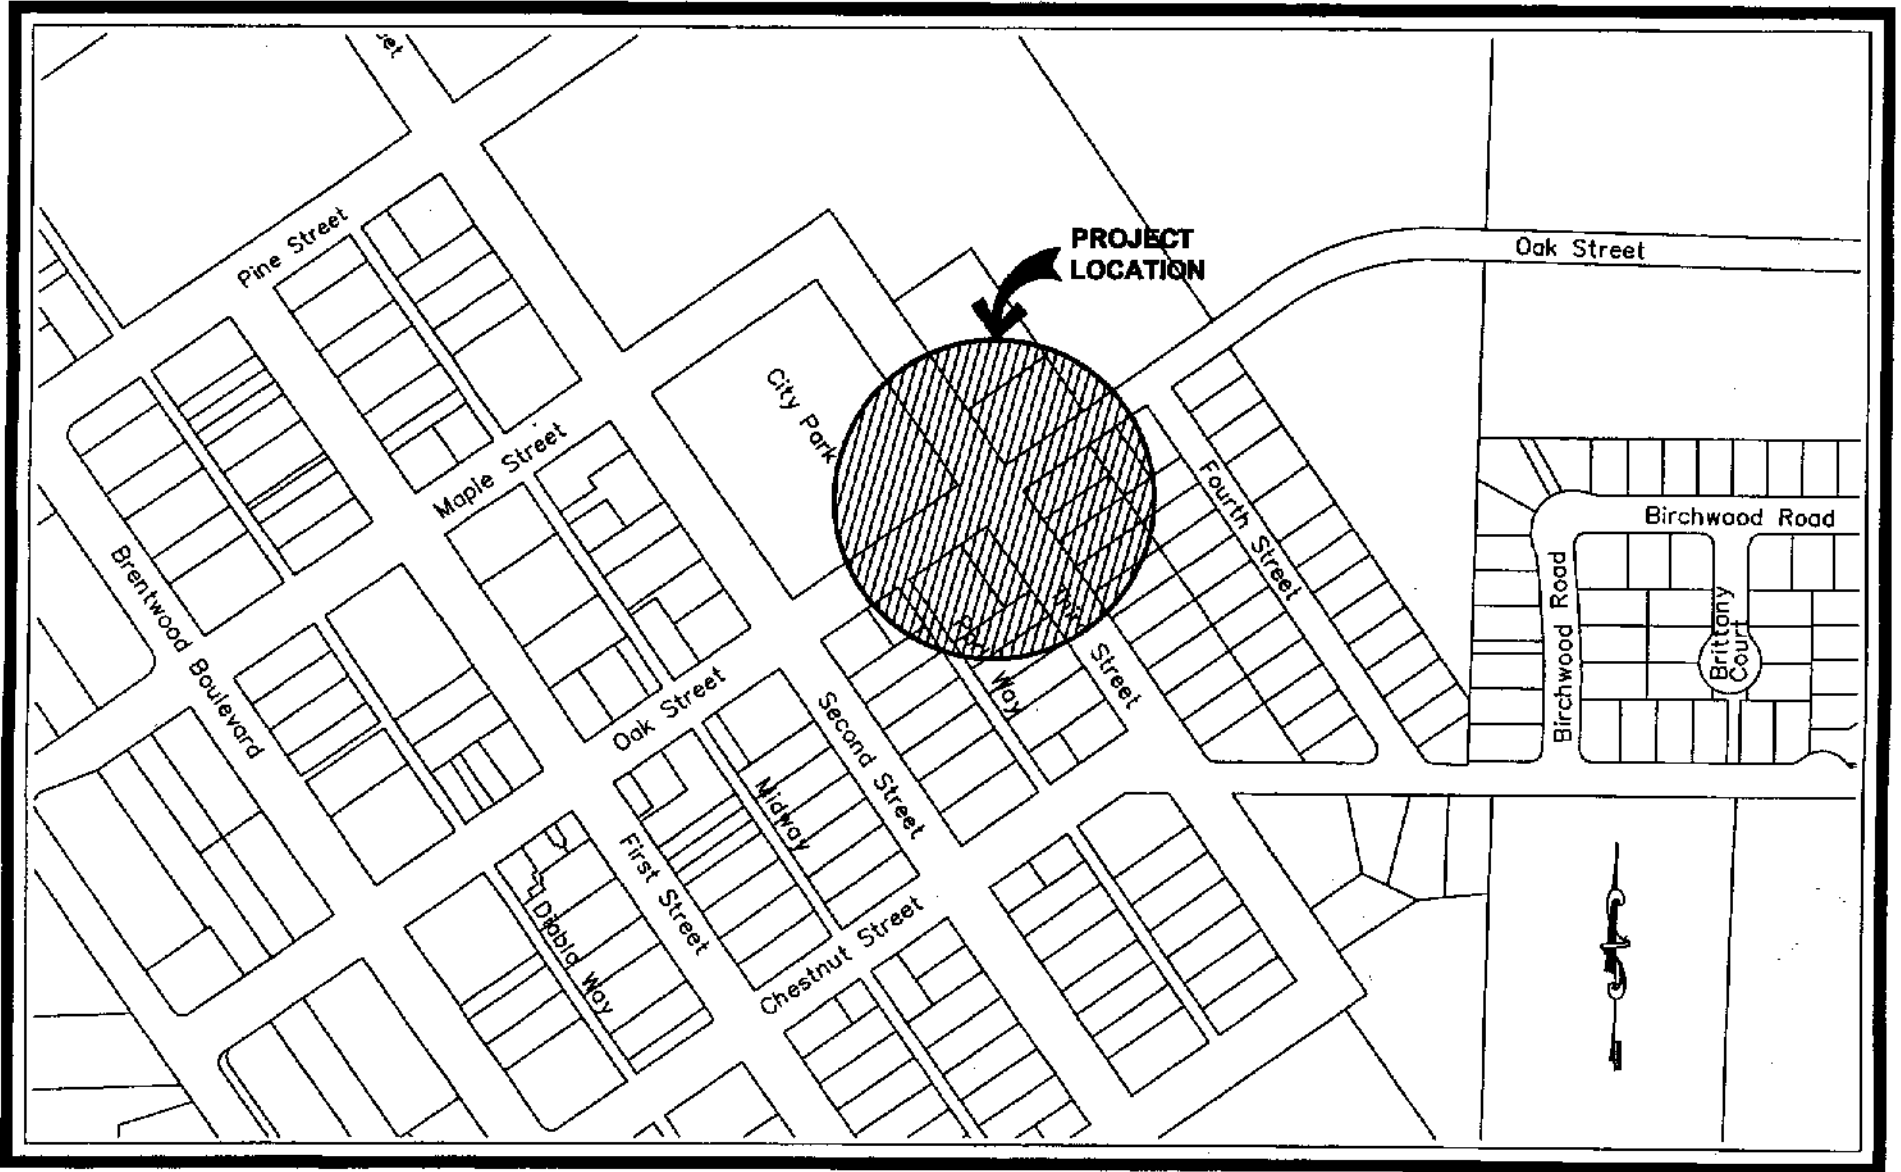 Pine Street
PROJECT
LOCATION
Oak Street
City Park
Maple Street
Fourth Street
Birchwood Road
Brentwood Boulevard
Birchwood Road
Brittany
Court
Street
Way
Oak Street
Second Street
Midway
First Street
Diablo Way
Chestnut Street